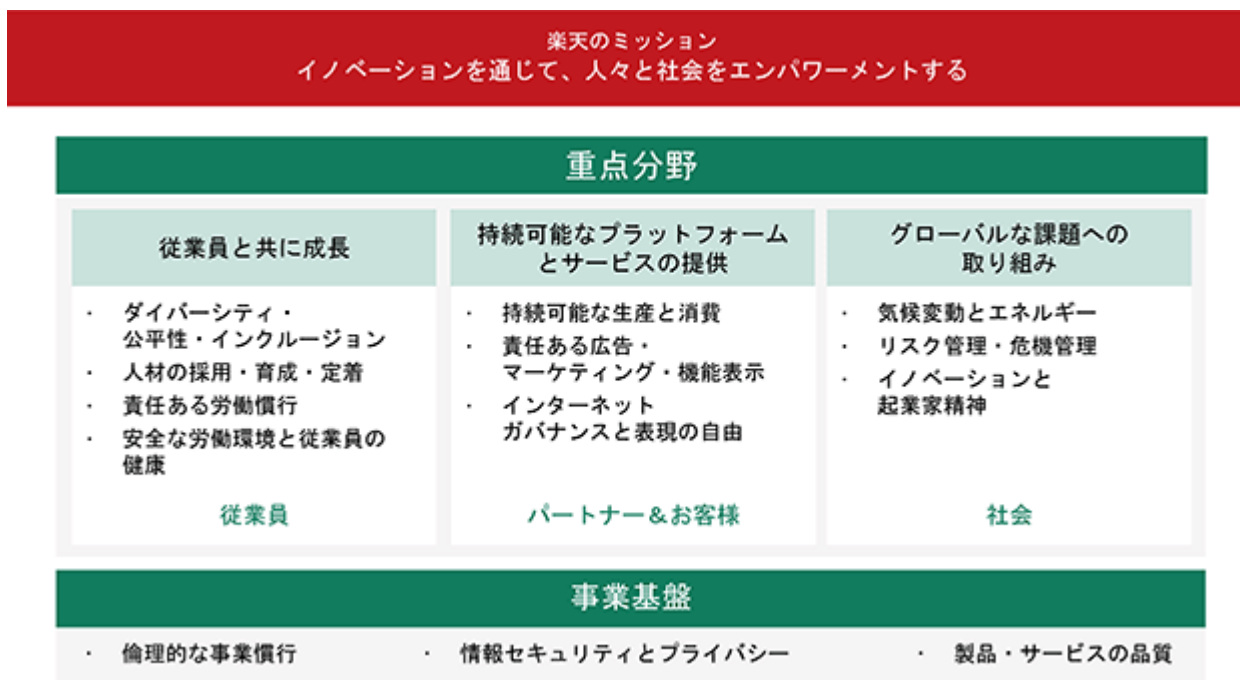 楽天のミッション
イノベーションを通じて、人々と社会をエンパワーメントする
重点分野
従業員と共に成長
・ ダイバーシティ・
公平性・インクルージョン
・ 人材の採用・育成・定着
・ 責任ある労働慣行
・ 安全な労働環境と従業員の
健康
従業員
持続可能なプラットフォーム
とサービスの提供
・ 持続可能な生産と消費
・ 責任ある広告・
マーケティング・機能表示
・ インターネット
ガバナンスと表現の自由
パートナー&お客様
グローバルな課題への
取り組み
・ 気候変動とエネルギー
・ リスク管理・危機管理
・ イノベーションと
起業家精神
社会
事業基盤
・ 倫理的な事業慣行
・ 情報セキュリティとプライバシー
・ 製品・サービスの品質